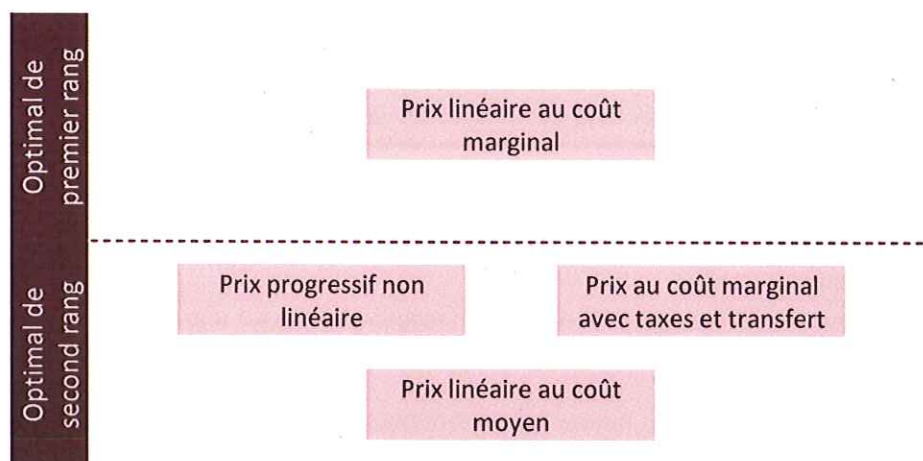 Optimal de
premier rang
Prix linéaire au coût
marginal
Optimal de
second rang
Prix progressif non
linéaire
Prix au coût marginal
avec taxes et transfert
Prix linéaire au coût
moyen